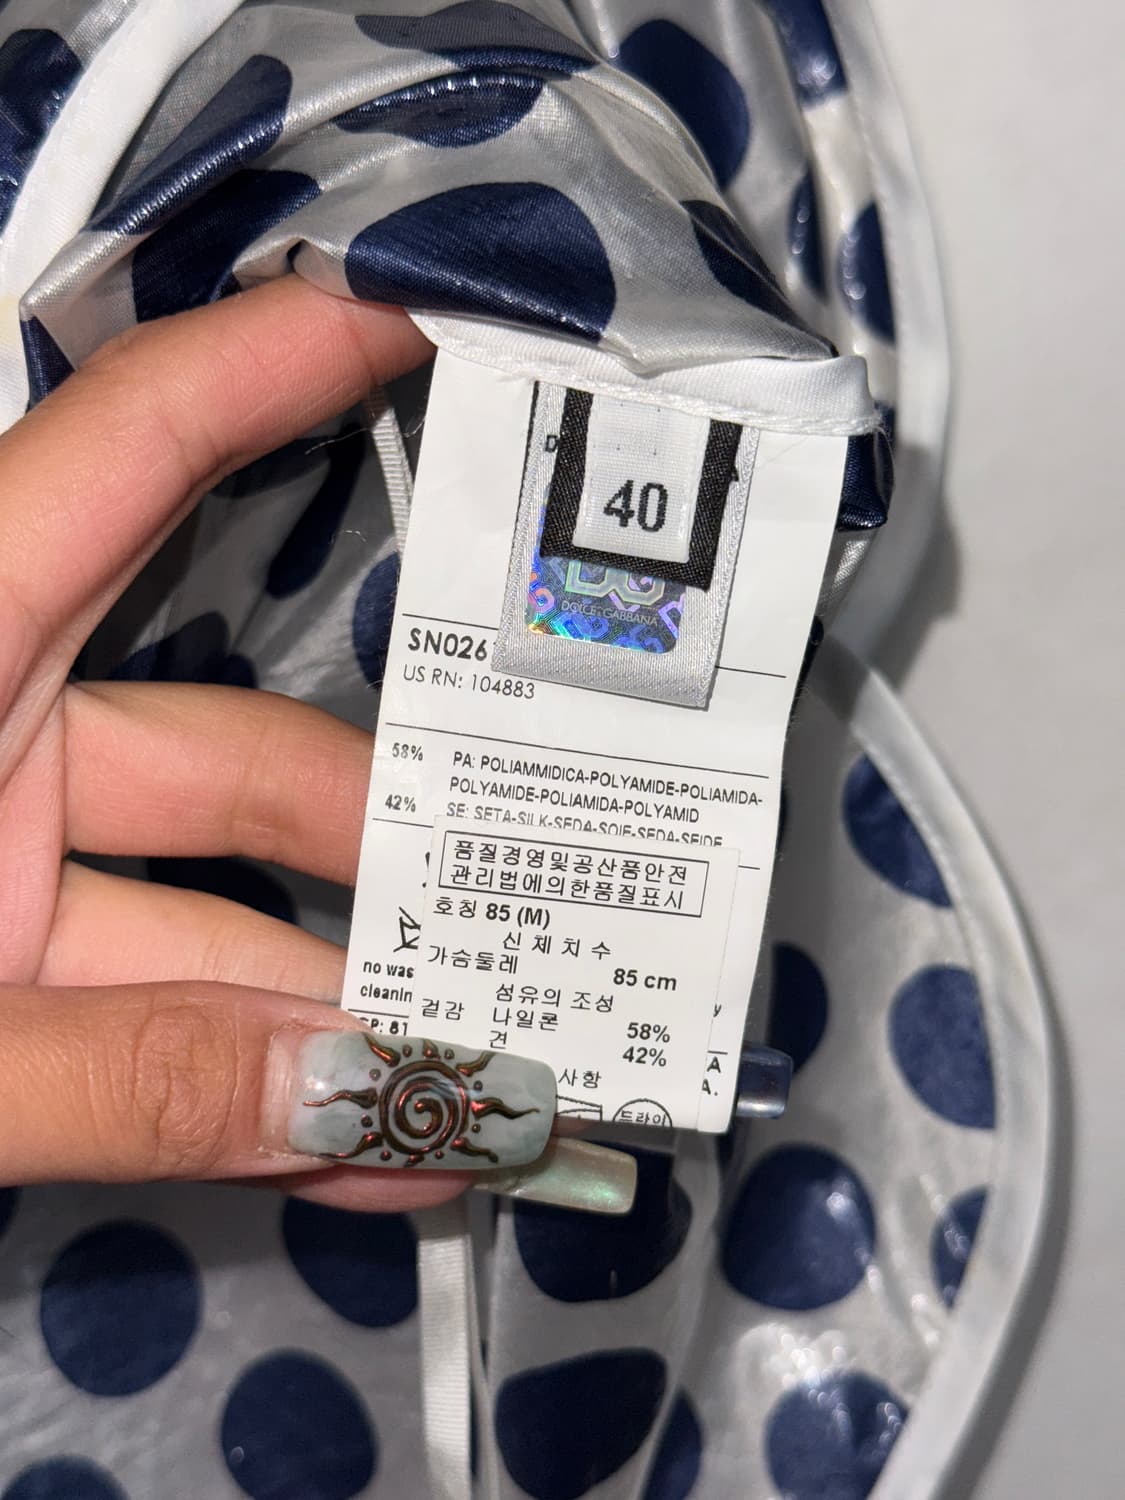 40
DG
DOLCE&GABBANA
SN026
US RN: 104883
58% PA: POLIAMMIDICA-POLYAMIDE-POLIAMIDA-
POLYAMIDE-POLIAMIDA-POLYAMID
42% SE: SETA-SILK-SEDA-SOIE-SEDA-SEIDE
품질경영및공산품안전
관리법에의한품질표시
호칭 85 (M)
신 체 치 수
가슴둘레 85 cm
섬유의 조성
겉감 나일론 58%
견 42%
사항
드라이
no was
cleanin